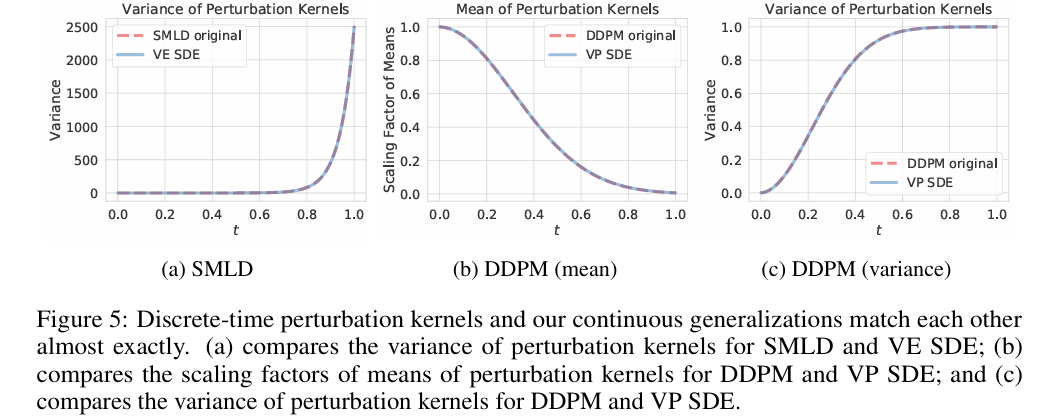 Variance of Perturbation Kernels
Variance
2500
2000
1500
1000
500
0
SMLD original
VE SDE
0.0 0.2 0.4 0.6 0.8 1.0
t
(a) SMLD
Mean of Perturbation Kernels
Scaling Factor of Means
1.0
0.8
0.6
0.4
0.2
0.0
DDPM original
VP SDE
0.0 0.2 0.4 0.6 0.8 1.0
t
(b) DDPM (mean)
Variance of Perturbation Kernels
Variance
1.0
0.8
0.6
0.4
0.2
0.0
DDPM original
VP SDE
0.0 0.2 0.4 0.6 0.8 1.0
t
(c) DDPM (variance)
Figure 5: Discrete-time perturbation kernels and our continuous generalizations match each other
almost exactly. (a) compares the variance of perturbation kernels for SMLD and VE SDE; (b)
compares the scaling factors of means of perturbation kernels for DDPM and VP SDE; and (c)
compares the variance of perturbation kernels for DDPM and VP SDE.